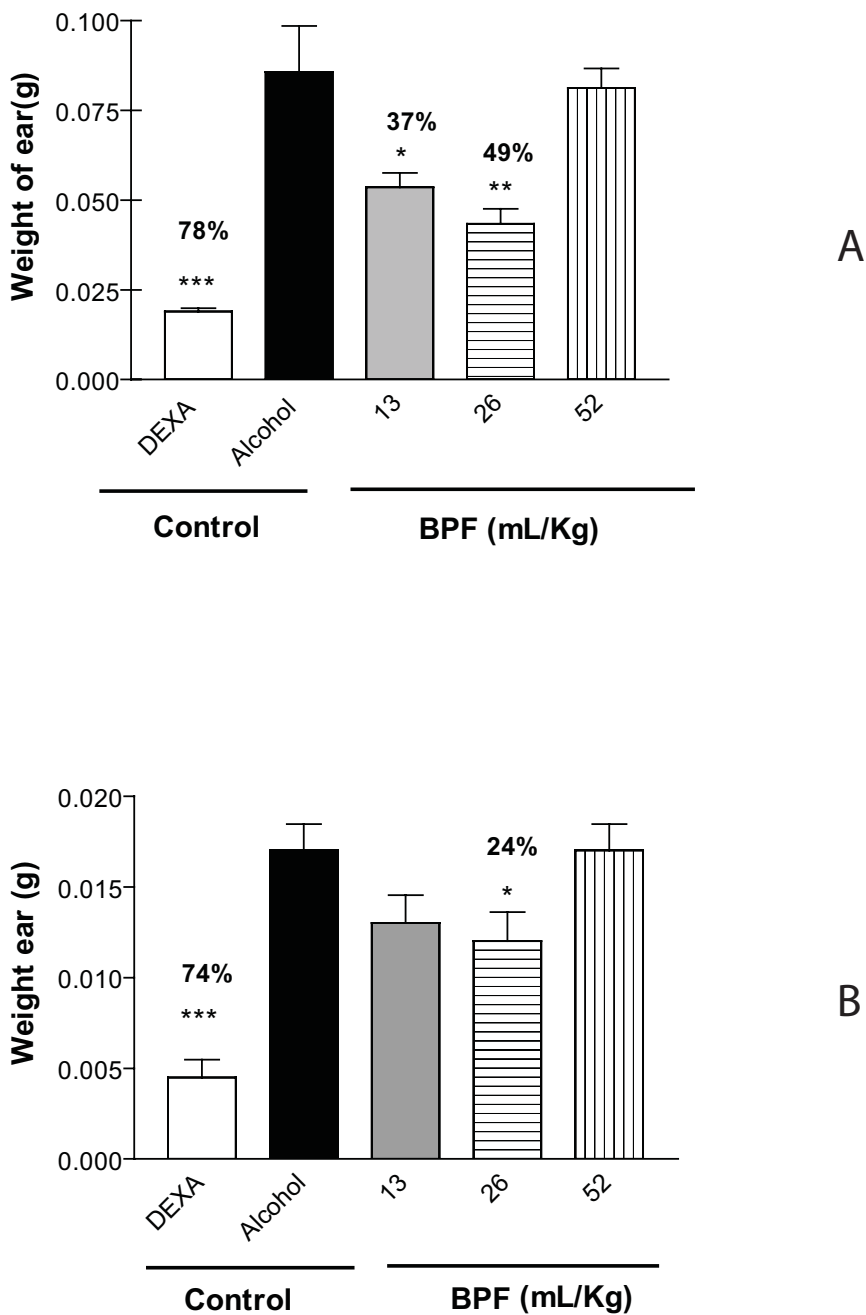 Weight of ear(g)
0.100
0.075
0.050
0.025
0.000
78%
***
37%
*
49%
**
DEXA
Alcohol
13
26
52
Control
BPF (mL/Kg)
A
Weight ear (g)
0.020
0.015
0.010
0.005
0.000
74%
***
24%
*
DEXA
Alcohol
13
26
52
Control
BPF (mL/Kg)
B